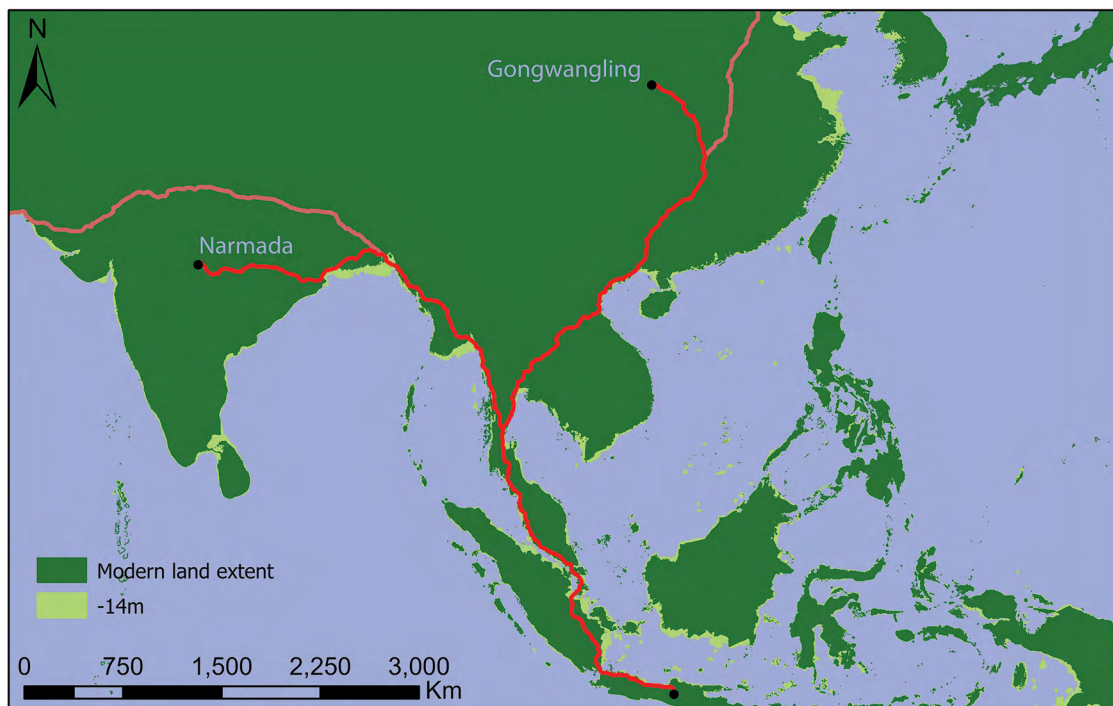 N
Gongwangling
Narmada
Modern land extent
-14m
0 750 1,500 2,250 3,000
Km